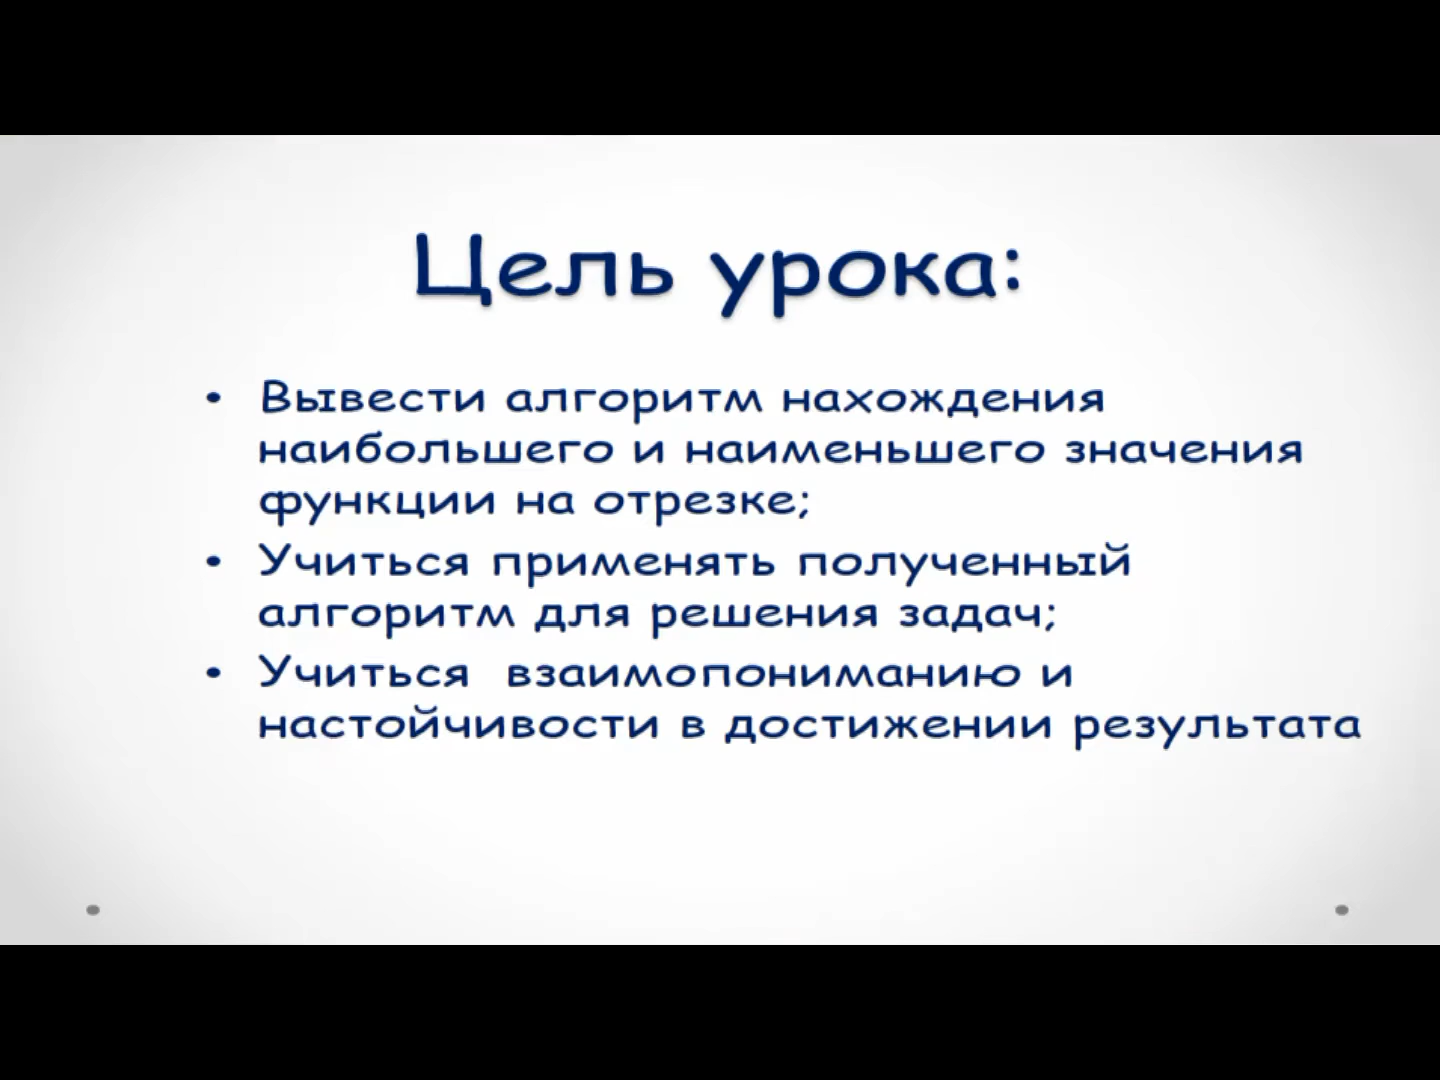 Цель урока:
• Вывести алгоритм нахождения
наибольшего и наименьшего значения
функции на отрезке;
• Учиться применять полученный
алгоритм для решения задач;
• Учиться взаимопониманию и
настойчивости в достижении результата